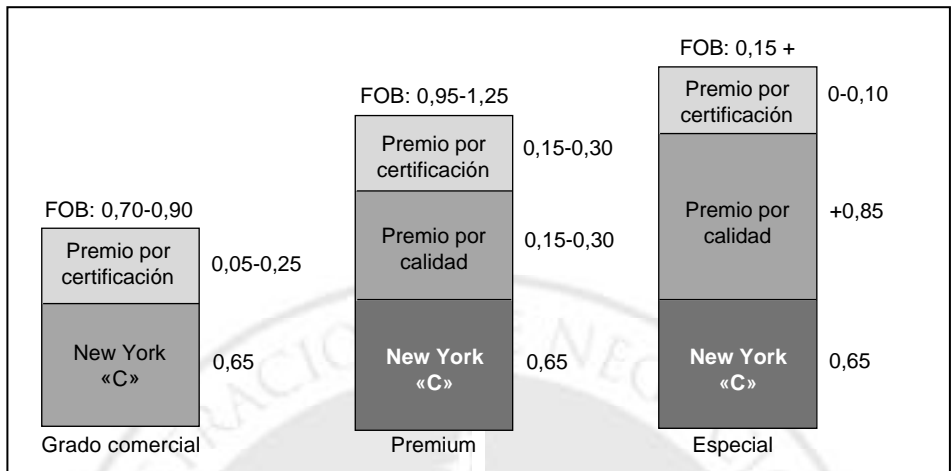 FOB: 0,15 +
Premio por
certificación
0-0,10
Premio por
calidad
+0,85
New York
«C»
0,65
Especial
FOB: 0,95-1,25
Premio por
certificación
0,15-0,30
Premio por
calidad
0,15-0,30
New York
«C»
0,65
Premium
FOB: 0,70-0,90
Premio por
certificación
0,05-0,25
New York
«C»
0,65
Grado comercial
RACIO
DE NEG